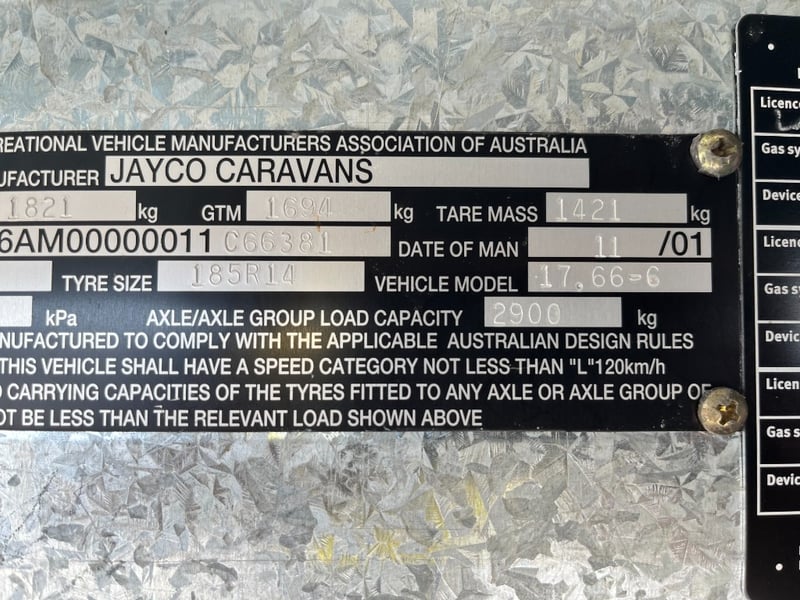 REATIONAL VEHICLE MANUFACTURERS ASSOCIATION OF AUSTRALIA
UFACTURER JAYCO CARAVANS
1821 kg GTM 1694 kg TARE MASS 1421 kg
6AM00000011 C66381 DATE OF MAN 11 /01
TYRE SIZE 185R14 VEHICLE MODEL 17.66=6
kPa AXLE/AXLE GROUP LOAD CAPACITY 2900 kg
NUFACTURED TO COMPLY WITH THE APPLICABLE AUSTRALIAN DESIGN RULES
THIS VEHICLE SHALL HAVE A SPEED CATEGORY NOT LESS THAN "L"120km/h
CARRYING CAPACITIES OF THE TYRES FITTED TO ANY AXLE OR AXLE GROUP OF
OT BE LESS THAN THE RELEVANT LOAD SHOWN ABOVE
Licenc
Gas sy
Device
Licenc
Gas s
Devic
Licen
Gas s
Devic